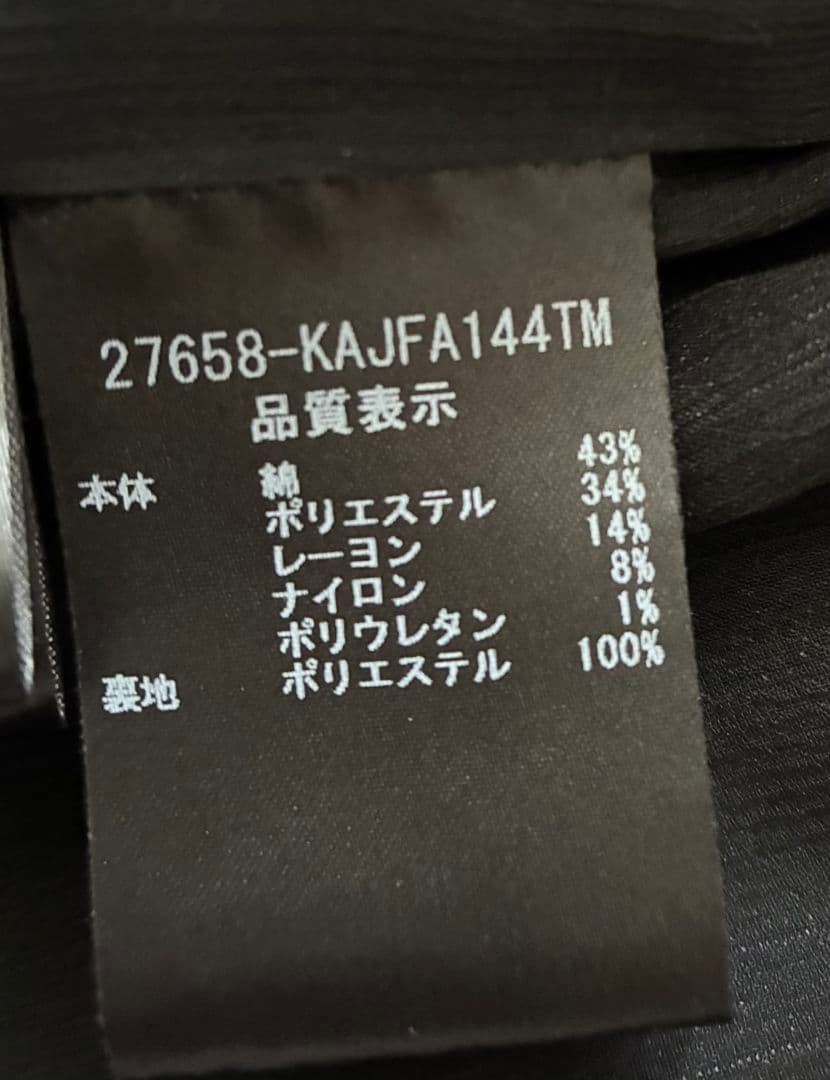 27658-KAJFA144TM
品質表示
本体 綿 43%
ポリエステル 34%
レーヨン 14%
ナイロン 8%
ポリウレタン 1%
裏地 ポリエステル 100%